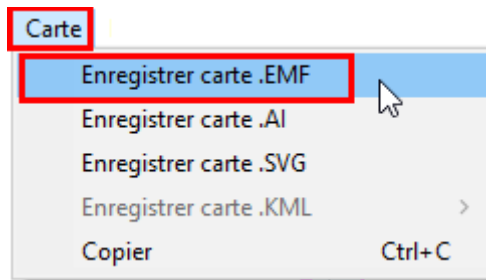 Carte
Enregistrer carte .EMF
Enregistrer carte .AI
Enregistrer carte .SVG
Enregistrer carte .KML
Copier Ctrl+C